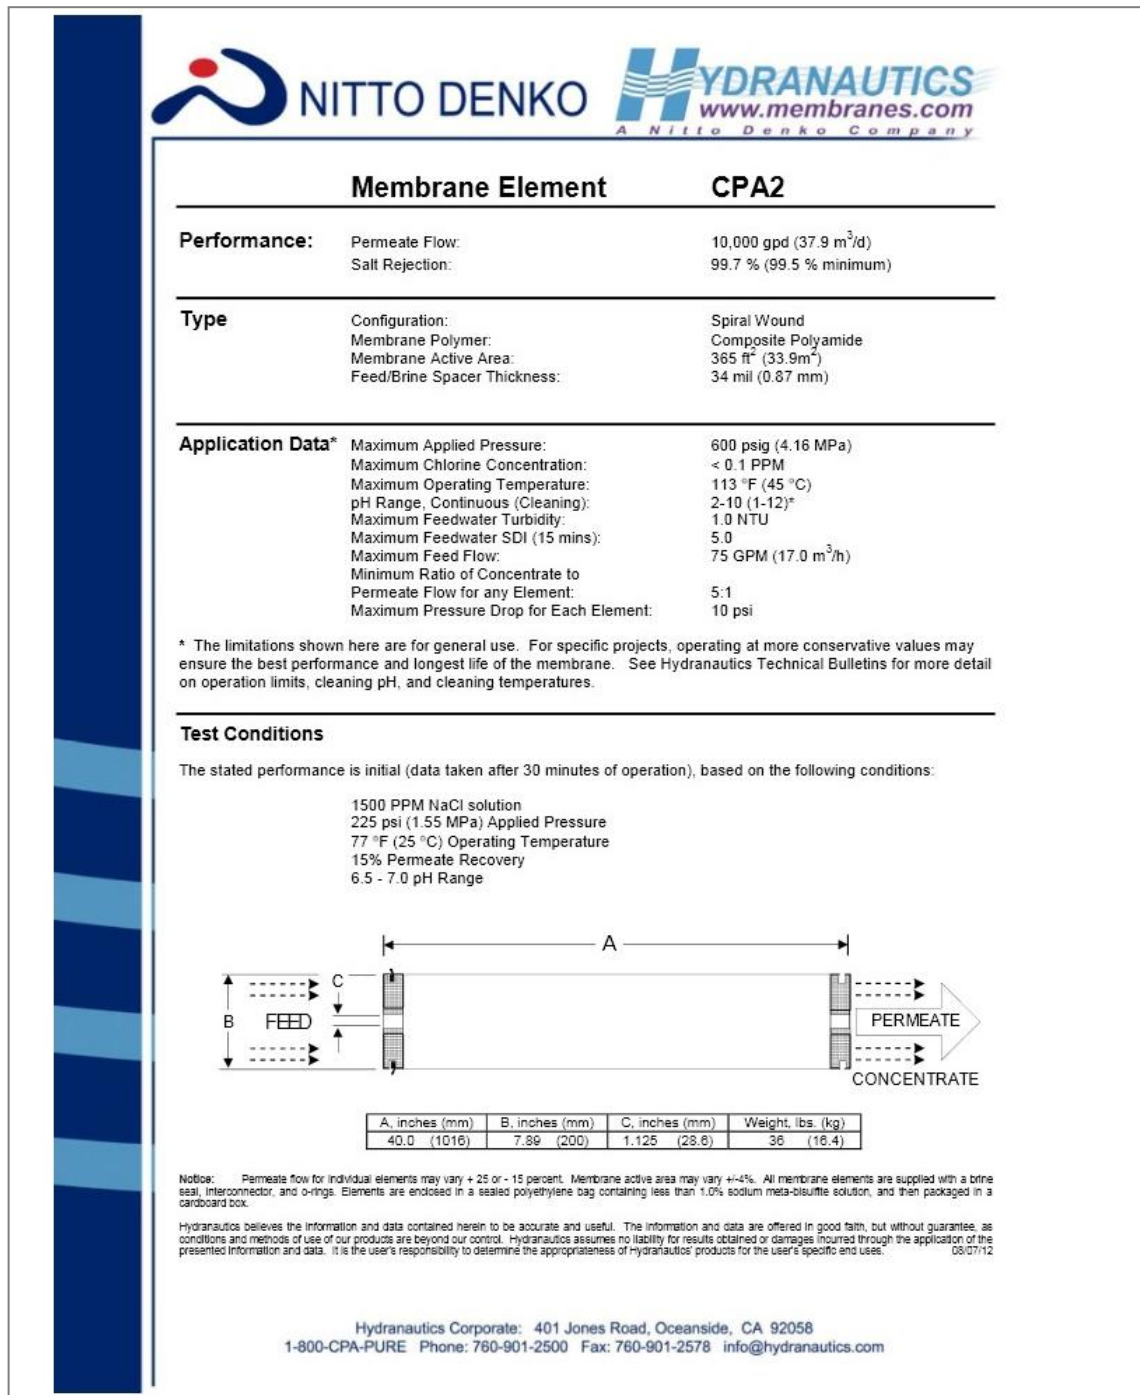 NITTO DENKO
HYDRANAUTICS
www.membranes.com
A Nitto Denko Company
Membrane Element CPA2
Performance: Permeate Flow: 10,000 gpd (37.9 m³/d)
Salt Rejection: 99.7 % (99.5 % minimum)
Type Configuration: Spiral Wound
Membrane Polymer: Composite Polyamide
Membrane Active Area: 365 ft² (33.9m²)
Feed/Brine Spacer Thickness: 34 mil (0.87 mm)
Application Data* Maximum Applied Pressure: 600 psig (4.16 MPa)
Maximum Chlorine Concentration: < 0.1 PPM
Maximum Operating Temperature: 113 °F (45 °C)
pH Range, Continuous (Cleaning): 2-10 (1-12)*
Maximum Feedwater Turbidity: 1.0 NTU
Maximum Feedwater SDI (15 mins): 5.0
Maximum Feed Flow: 75 GPM (17.0 m³/h)
Minimum Ratio of Concentrate to
Permeate Flow for any Element: 5:1
Maximum Pressure Drop for Each Element: 10 psi
* The limitations shown here are for general use. For specific projects, operating at more conservative values may
ensure the best performance and longest life of the membrane. See Hydranautics Technical Bulletins for more detail
on operation limits, cleaning pH, and cleaning temperatures.
Test Conditions
The stated performance is initial (data taken after 30 minutes of operation), based on the following conditions:
1500 PPM NaCl solution
225 psi (1.55 MPa) Applied Pressure
77 °F (25 °C) Operating Temperature
15% Permeate Recovery
6.5 - 7.0 pH Range
A
C
B FEED PERMEATE
CONCENTRATE
A, inches (mm) B, inches (mm) C, inches (mm) Weight, lbs. (kg)
40.0 (1016) 7.89 (200) 1.125 (28.6) 36 (16.4)
Notice: Permeate flow for individual elements may vary + 25 or - 15 percent. Membrane active area may vary +/-4%. All membrane elements are supplied with a brine
seal, interconnector, and o-rings. Elements are enclosed in a sealed polyethylene bag containing less than 1.0% sodium meta-bisulfite solution, and then packaged in a
cardboard box.
Hydranautics believes the information and data contained herein to be accurate and useful. The information and data are offered in good faith, but without guarantee, as
conditions and methods of use of our products are beyond our control. Hydranautics assumes no liability for results obtained or damages incurred through the application of the
presented information and data. It is the user's responsibility to determine the appropriateness of Hydranautics' products for the user's specific end uses. 08/07/12
Hydranautics Corporate: 401 Jones Road, Oceanside, CA 92058
1-800-CPA-PURE Phone: 760-901-2500 Fax: 760-901-2578 info@hydranautics.com